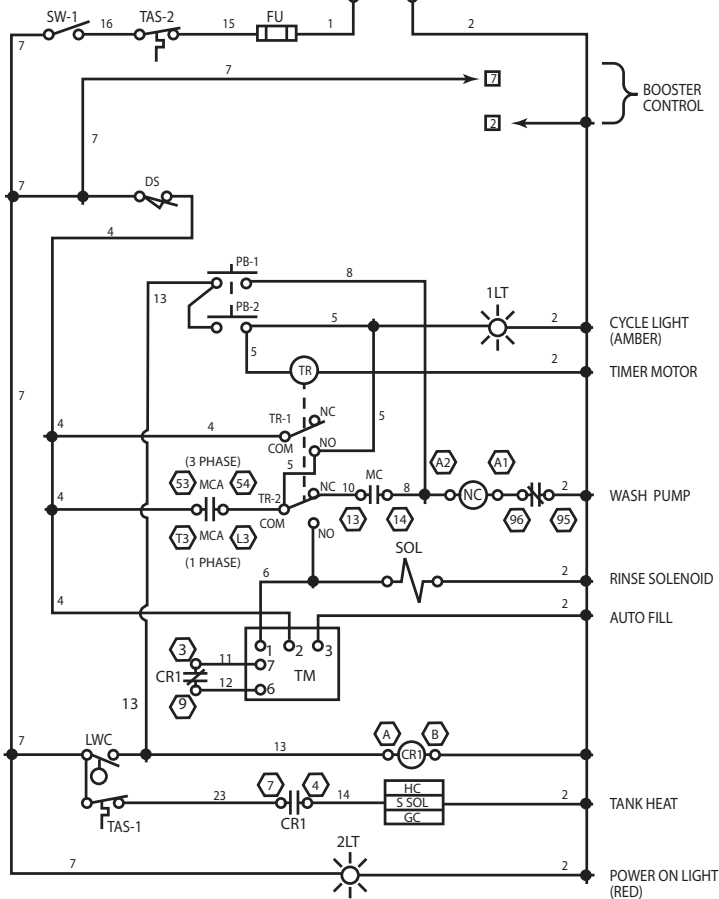 SW-1 16 TAS-2 15 FU 1 2
7
7 7
BOOSTER
CONTROL
2
7
7 DS
4
PB-1 8
13 1LT
PB-2 5 2 CYCLE LIGHT
(AMBER)
5 TR 2 TIMER MOTOR
7
4 4 TR-1 NC 5
COM NO
(3 PHASE) 5
53 MCA 54 A2 A1
4 TR-2 NC 10 MC 8 NC 2 WASH PUMP
COM 13 14 96 95
T3 MCA L3 NO
(1 PHASE)
SOL
6 2 RINSE SOLENOID
4 2 AUTO FILL
1 2 3
3 11 7 TM
CR1
12 6
9
13
A B
7 LWC 13 CR1
7 4 HC
23 14 S SOL 2 TANK HEAT
GC
TAS-1 CR1
2LT
7 2 POWER ON LIGHT
(RED)